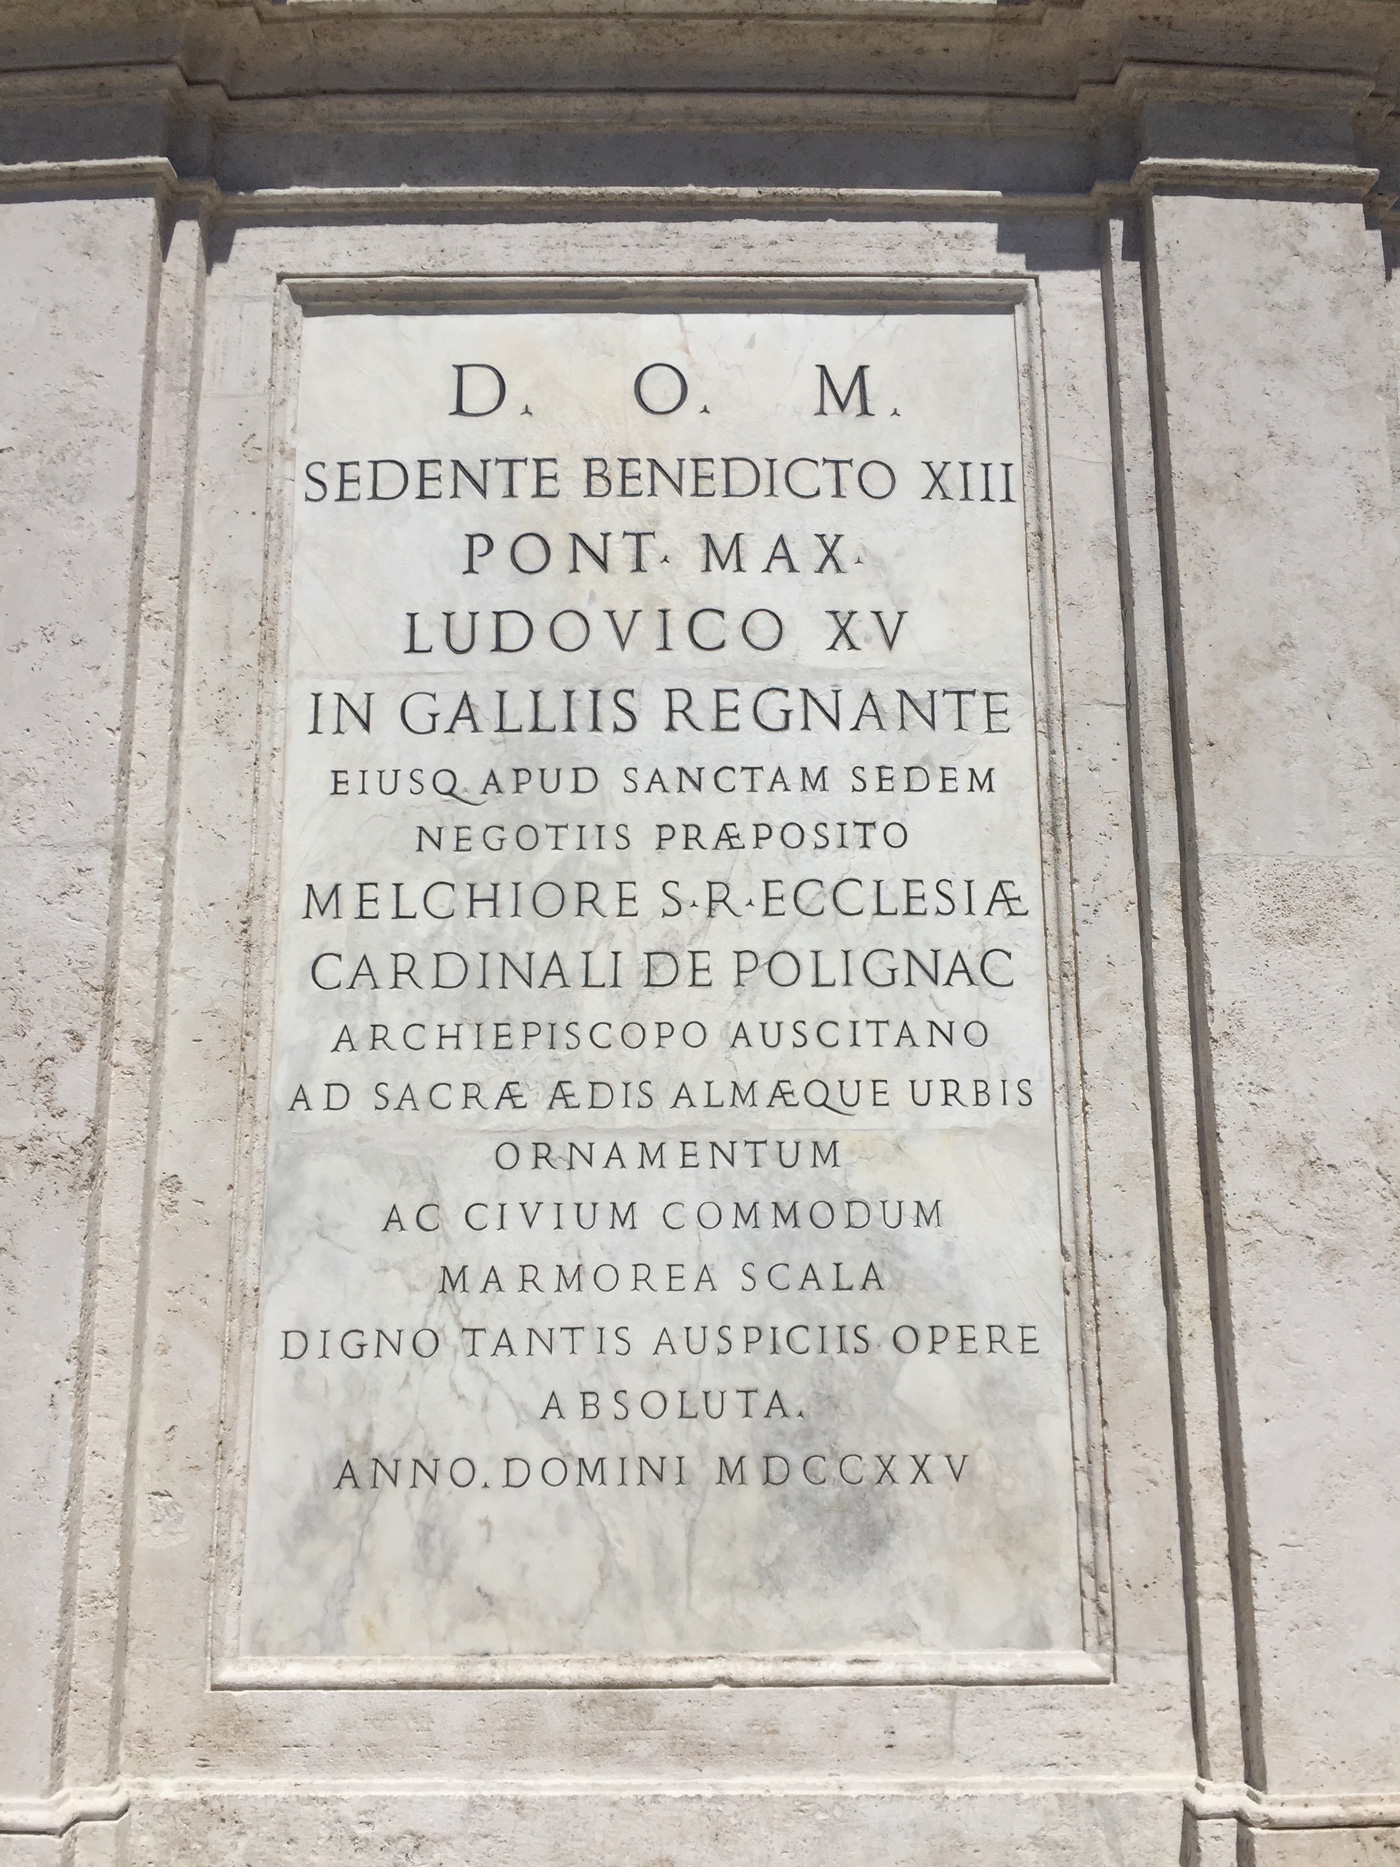 D. O. M.
SEDENTE BENEDICTO XIII
PONT· MAX·
LUDOVICO XV
IN GALLIIS REGNANTE
EIUSQ. APUD SANCTAM SEDEM
NEGOTIIS PRÆPOSITO
MELCHIORE S·R·ECCLESIÆ
CARDINALI DE POLIGNAC
ARCHIEPISCOPO AUSCITANO
AD SACRÆ ÆDIS ALMÆQUE URBIS
ORNAMENTUM
AC CIVIUM COMMODUM
MARMOREA SCALA
DIGNO TANTIS AUSPICIIS OPERE
ABSOLUTA.
ANNO. DOMINI MDCCXXV